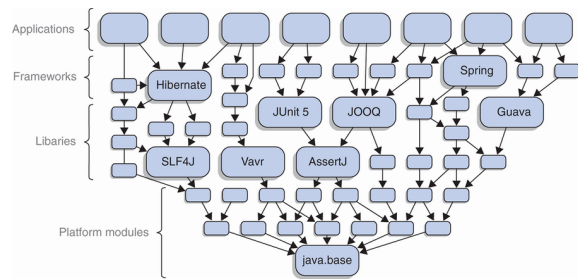 Applications
Frameworks
Spring
Hibernate
Libaries
JUnit 5
JOOQ
Guava
SLF4J
Vavr
AssertJ
Platform modules
java.base